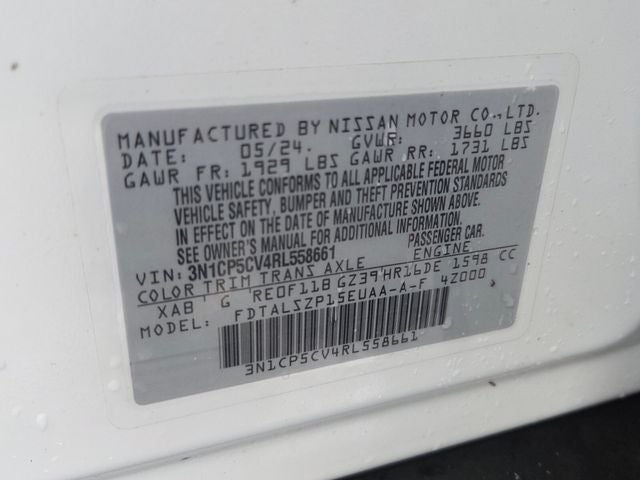 MANUFACTURED BY NISSAN MOTOR CO.,LTD.
DATE: 05/24. GVWR: 3660 LBS
GAWR FR: 1929 LBS GAWR RR: 1731 LBS
THIS VEHICLE CONFORMS TO ALL APPLICABLE FEDERAL MOTOR
VEHICLE SAFETY, BUMPER AND THEFT PREVENTION STANDARDS
IN EFFECT ON THE DATE OF MANUFACTURE SHOWN ABOVE.
SEE OWNER'S MANUAL FOR ADDITIONAL INFORMATION.
VIN: 3N1CP5CV4RL558661 PASSENGER CAR.
COLOR TRIM TRANS AXLE ENGINE
XAB G RE0F11B GZ39 HR16DE 1598 CC
MODEL: FDTALSZP15EUAA-A-F 4Z000
3N1CP5CV4RL558661